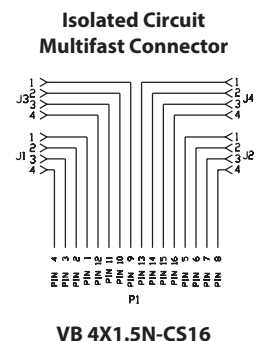 Isolated Circuit
Multifast Connector
1 1
J3 2 2 J4
3 3
4 4
1 1
J1 2 2 J2
3 3
4 4
PIN 4
PIN 3
PIN 2
PIN 1
PIN 12
PIN 11
PIN 10
PIN 9
PIN 13
PIN 14
PIN 15
PIN 16
PIN 5
PIN 6
PIN 7
PIN 8
P1
VB 4X1.5N-CS16